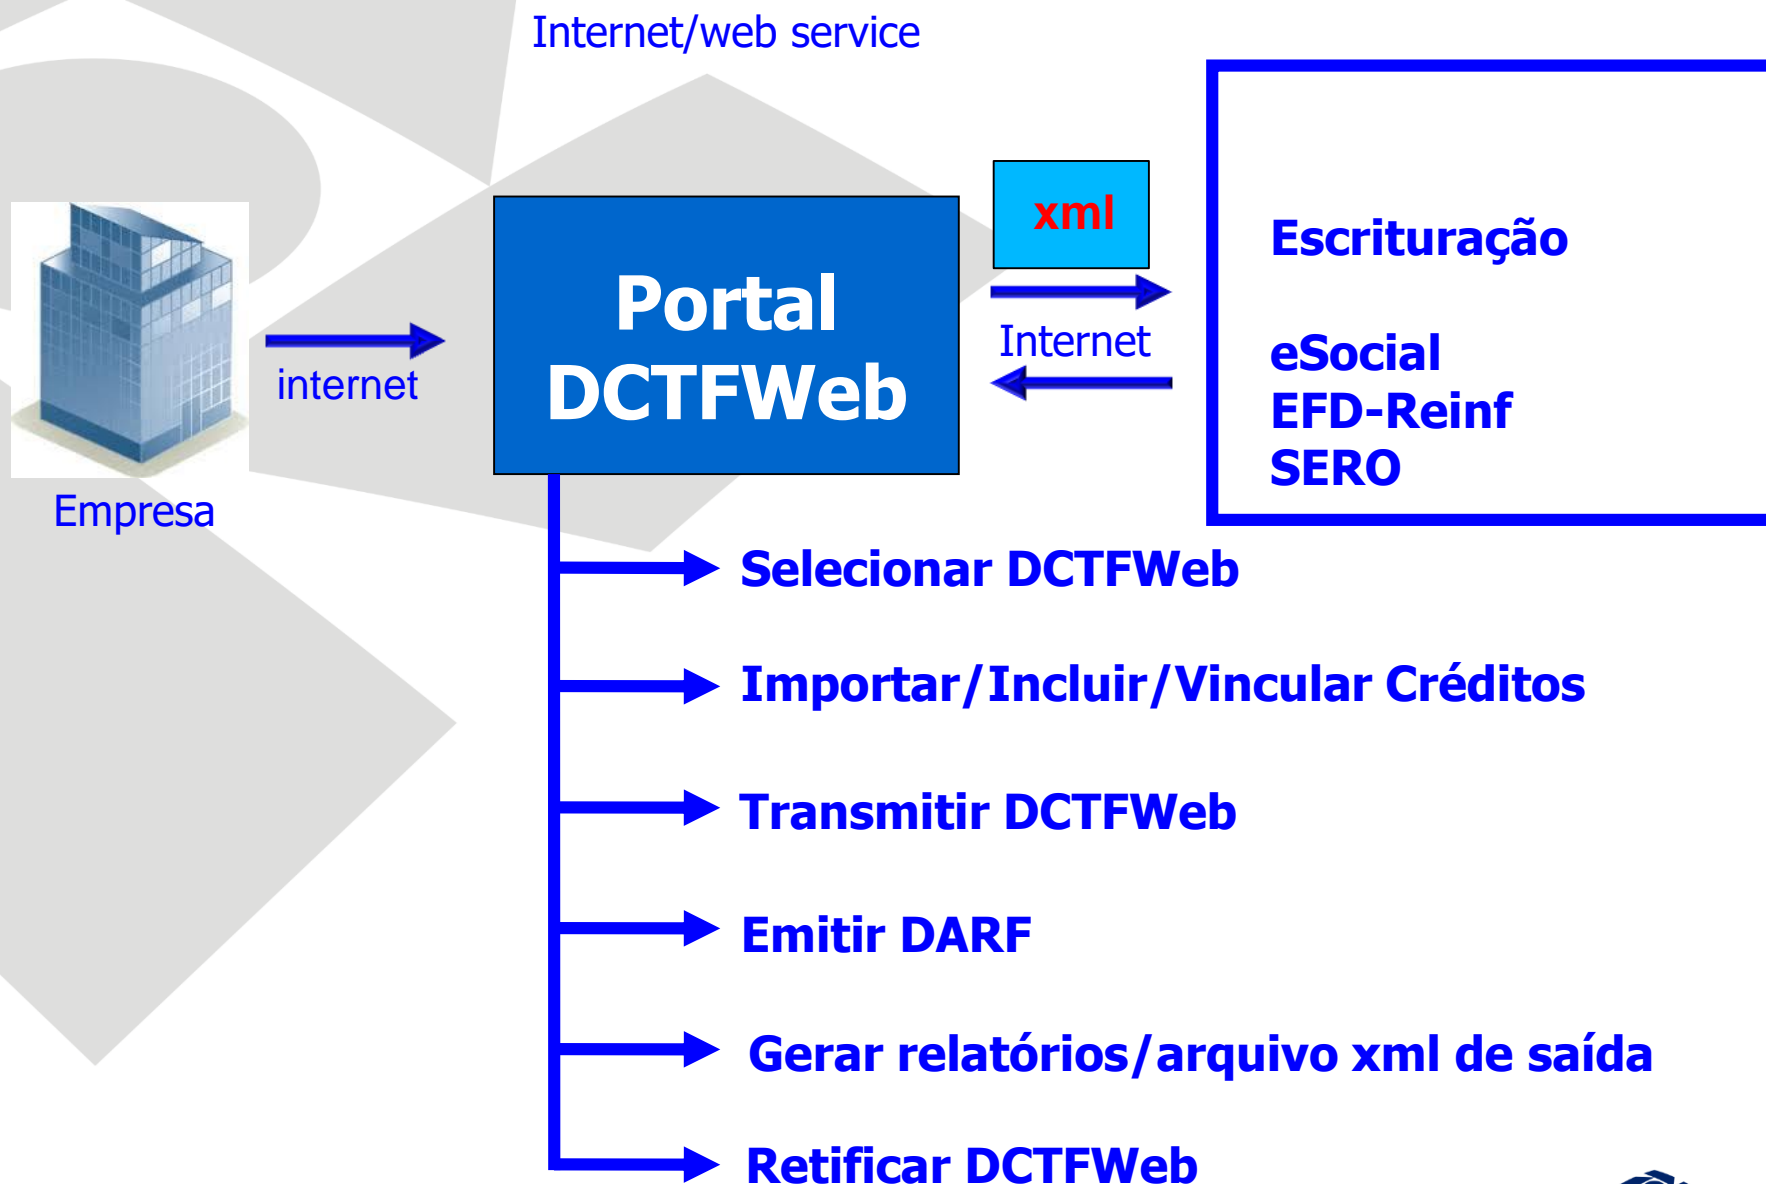 Internet/web service
xml
Escrituração
Portal
DCTFWeb
Internet
internet
eSocial
EFD-Reinf
SERO
Empresa
Selecionar DCTFWeb
Importar/Incluir/Vincular Créditos
Transmitir DCTFWeb
Emitir DARF
Gerar relatórios/arquivo xml de saída
Retificar DCTFWeb